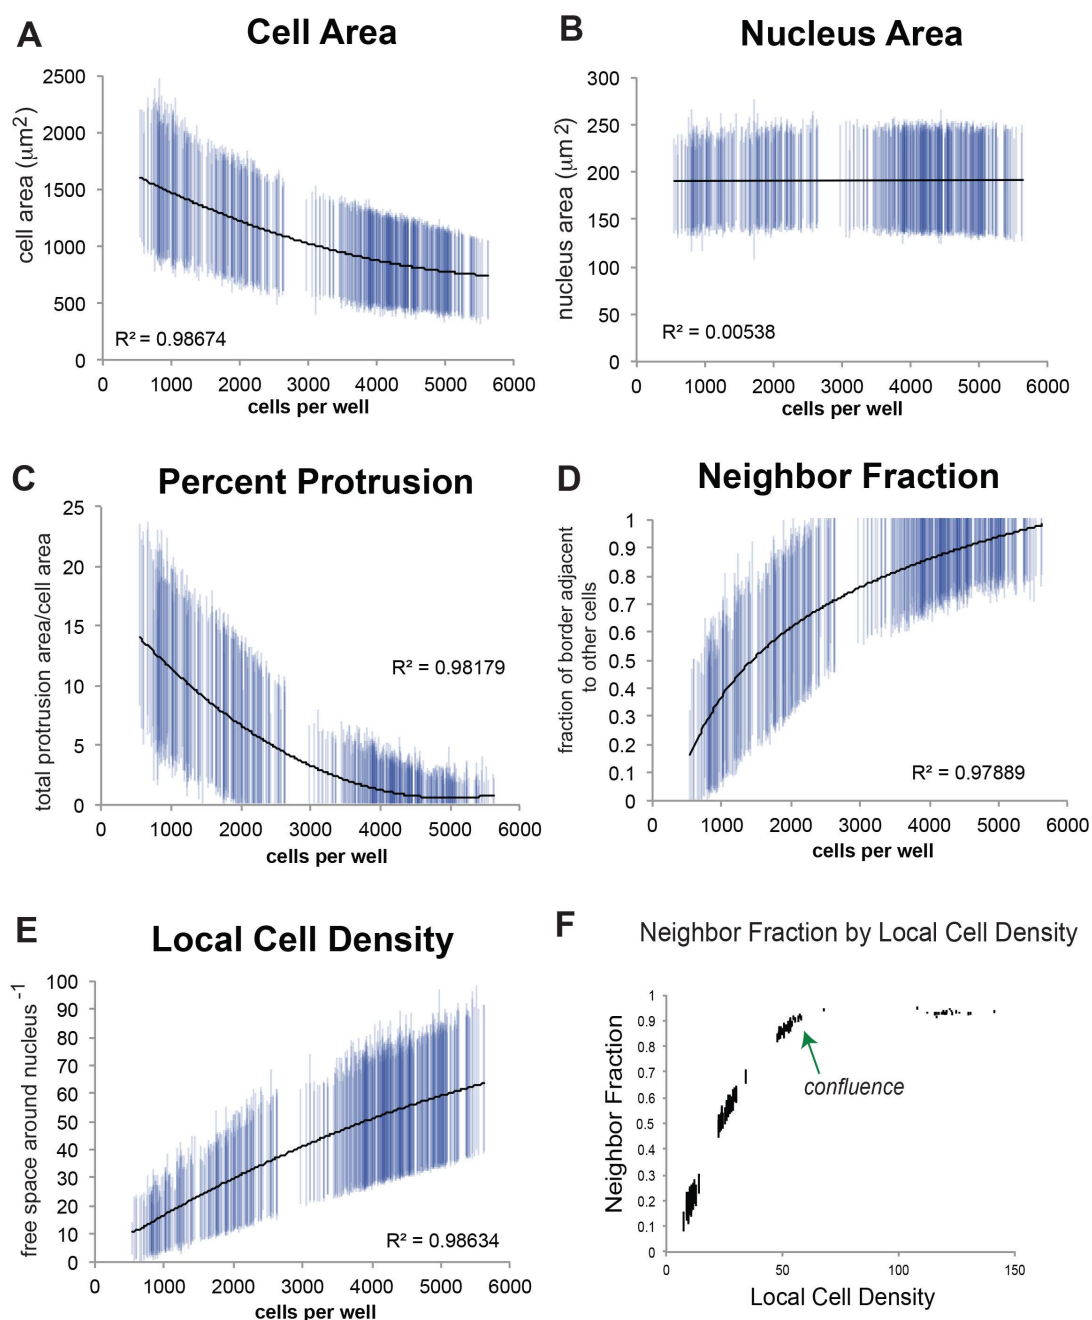 A
Cell Area
cell area (μm²)
2500
2000
1500
1000
500
0
R² = 0.98674
0 1000 2000 3000 4000 5000 6000
cells per well
B
Nucleus Area
nucleus area (μm²)
300
250
200
150
100
50
0
R² = 0.00538
0 1000 2000 3000 4000 5000 6000
cells per well
C
Percent Protrusion
total protrusion area/cell area
25
20
15
10
5
0
R² = 0.98179
0 1000 2000 3000 4000 5000 6000
cells per well
D
Neighbor Fraction
fraction of border adjacent
to other cells
1
0.9
0.8
0.7
0.6
0.5
0.4
0.3
0.2
0.1
0
R² = 0.97889
0 1000 2000 3000 4000 5000 6000
cells per well
E
Local Cell Density
free space around nucleus⁻¹
100
90
80
70
60
50
40
30
20
10
0
R² = 0.98634
0 1000 2000 3000 4000 5000 6000
cells per well
F
Neighbor Fraction by Local Cell Density
Neighbor Fraction
1
0.9
0.8
0.7
0.6
0.5
0.4
0.3
0.2
0.1
0
confluence
0 50 100 150
Local Cell Density